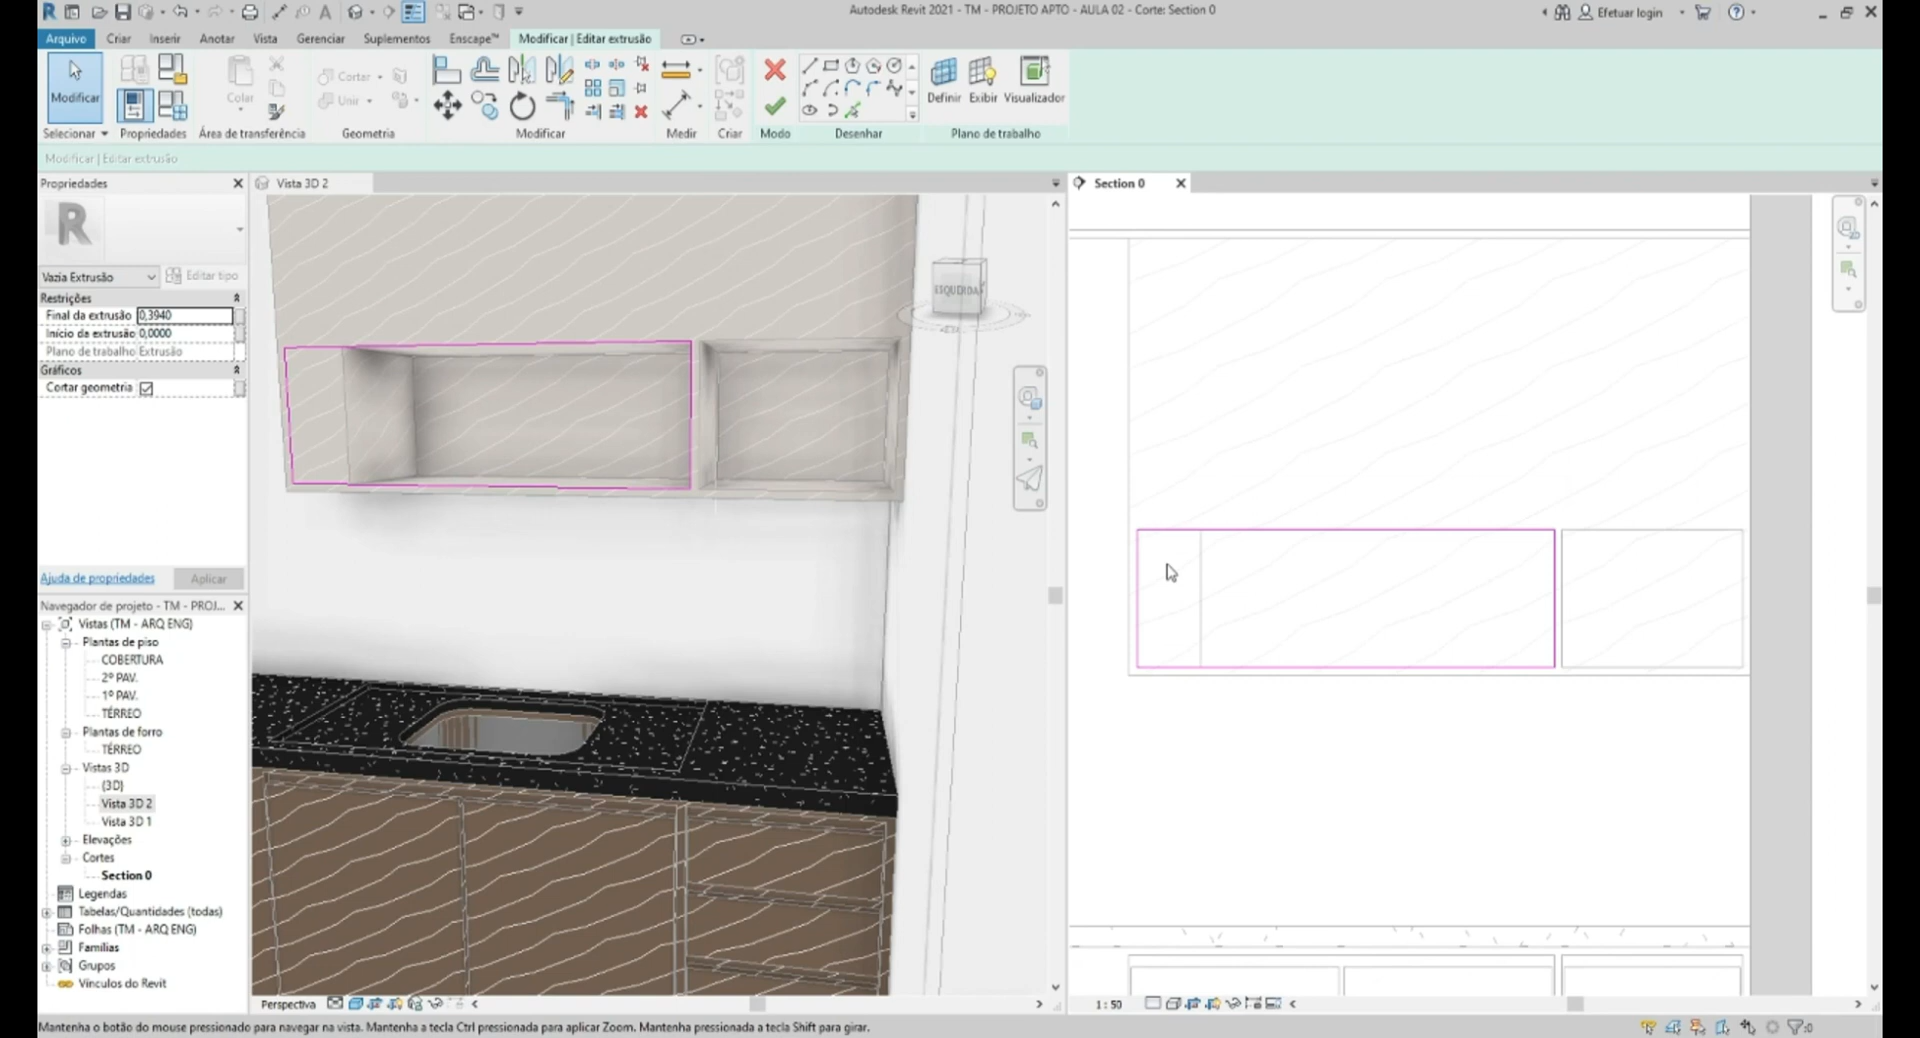 Autodesk Revit 2021 - TM - PROJETO APTO - AULA 02 - Corte: Section 0
Efetuar login
Arquivo Criar Inserir Anotar Vista Gerenciar Suplementos Enscape™ Modificar | Editar extrusão
Modificar Colar Cortar Unir Definir Exibir Visualizador
Selecionar Propriedades Área de transferência Geometria Modificar Medir Criar Modo Desenhar Plano de trabalho
Modificar | Editar extrusão
Propriedades
Vista 3D 2
Section 0
Vazia Extrusão
Editar tipo
Restrições
Final da extrusão 0,3940
Início da extrusão 0,0000
Plano de trabalho Extrusão
Gráficos
Cortar geometria
Ajuda de propriedades
Aplicar
Navegador de projeto - TM - PROJ...
Vistas (TM - ARQ ENG)
Plantas de piso
COBERTURA
2º PAV.
1º PAV.
TÉRREO
Plantas de forro
TÉRREO
Vistas 3D
{3D}
Vista 3D 2
Vista 3D 1
Elevações
Cortes
Section 0
Legendas
Tabelas/Quantidades (todas)
Folhas (TM - ARQ ENG)
Famílias
Grupos
Vínculos do Revit
ESQUERDA
Perspectiva
1 : 50
Mantenha o botão do mouse pressionado para navegar na vista. Mantenha a tecla Ctrl pressionada para aplicar Zoom. Mantenha pressionada a tecla Shift para girar.
:0